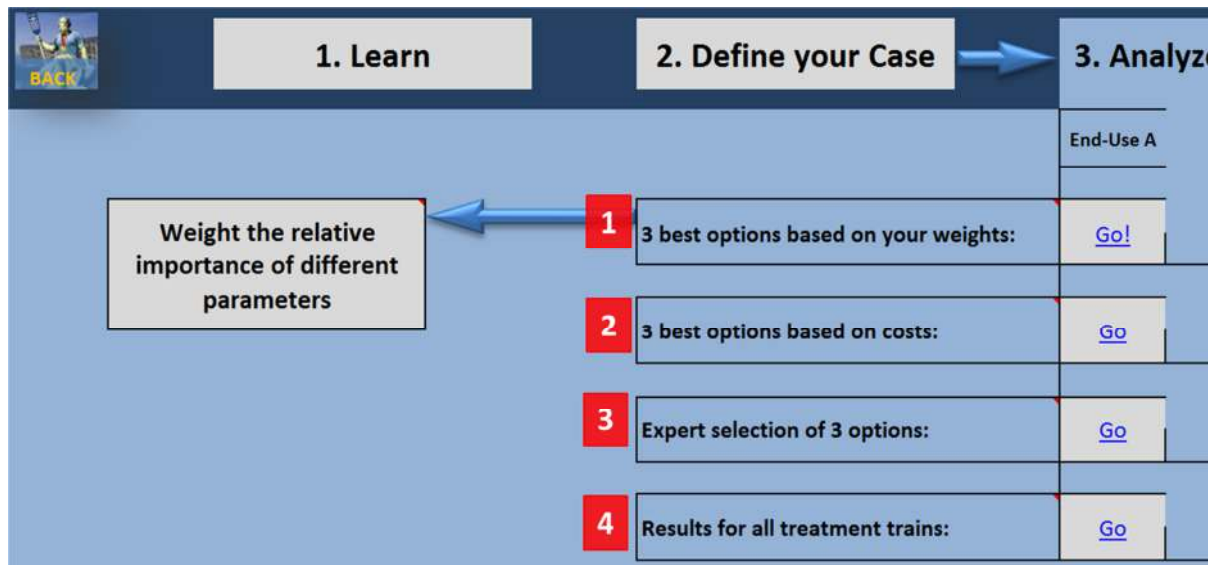 BACK
1. Learn
2. Define your Case
3. Analyze
End-Use A
Weight the relative
importance of different
parameters
1
3 best options based on your weights:
Go!
2
3 best options based on costs:
Go
3
Expert selection of 3 options:
Go
4
Results for all treatment trains:
Go